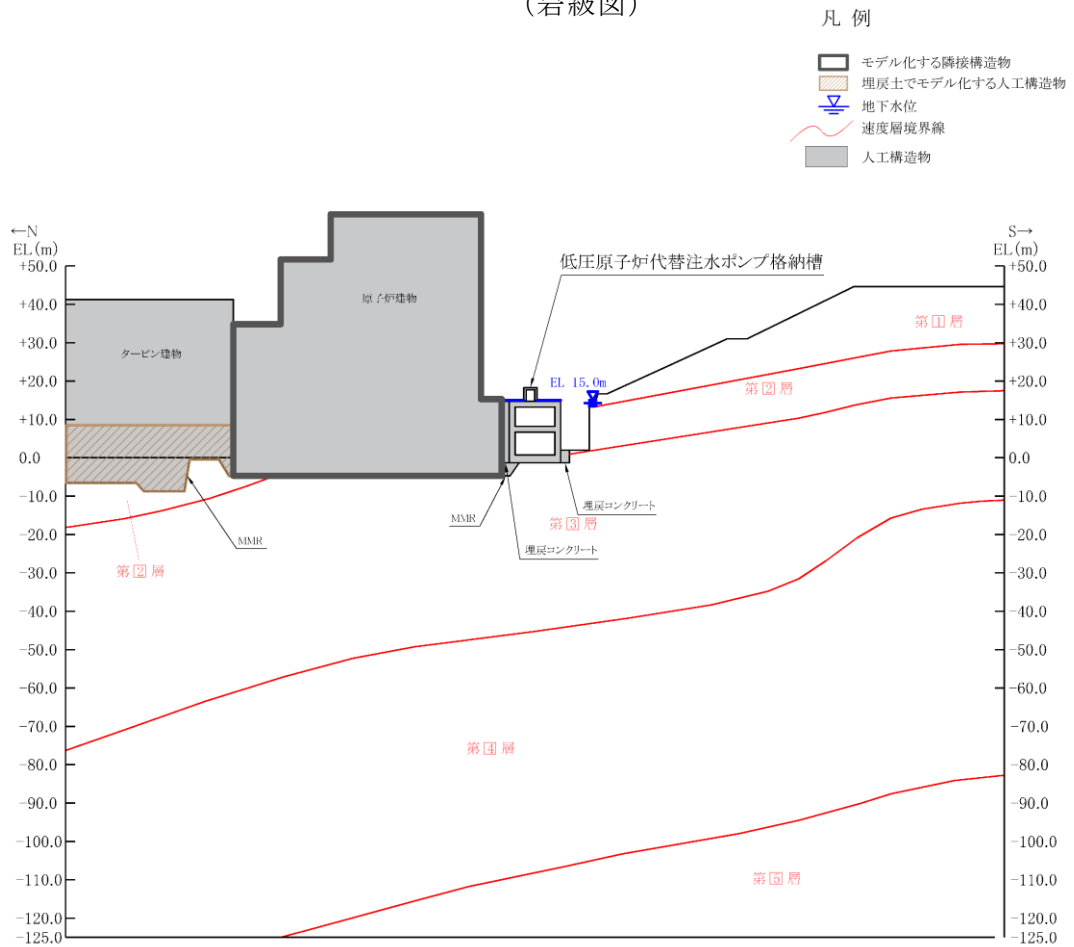 (岩級図)
凡 例
モデル化する隣接構造物
埋戻土でモデル化する人工構造物
地下水位
速度層境界線
人工構造物
←N
EL(m)
S→
EL(m)
+50.0
+40.0
+30.0
+20.0
+10.0
0.0
-10.0
-20.0
-30.0
-40.0
-50.0
-60.0
-70.0
-80.0
-90.0
-100.0
-110.0
-120.0
-125.0
タービン建物
原子炉建物
低圧原子炉代替注水ポンプ格納槽
EL 15.0m
第1層
第2層
MMR
埋戻コンクリート
第3層
MMR
埋戻コンクリート
第2層
第4層
第5層
+50.0
+40.0
+30.0
+20.0
+10.0
0.0
-10.0
-20.0
-30.0
-40.0
-50.0
-60.0
-70.0
-80.0
-90.0
-100.0
-110.0
-120.0
-125.0